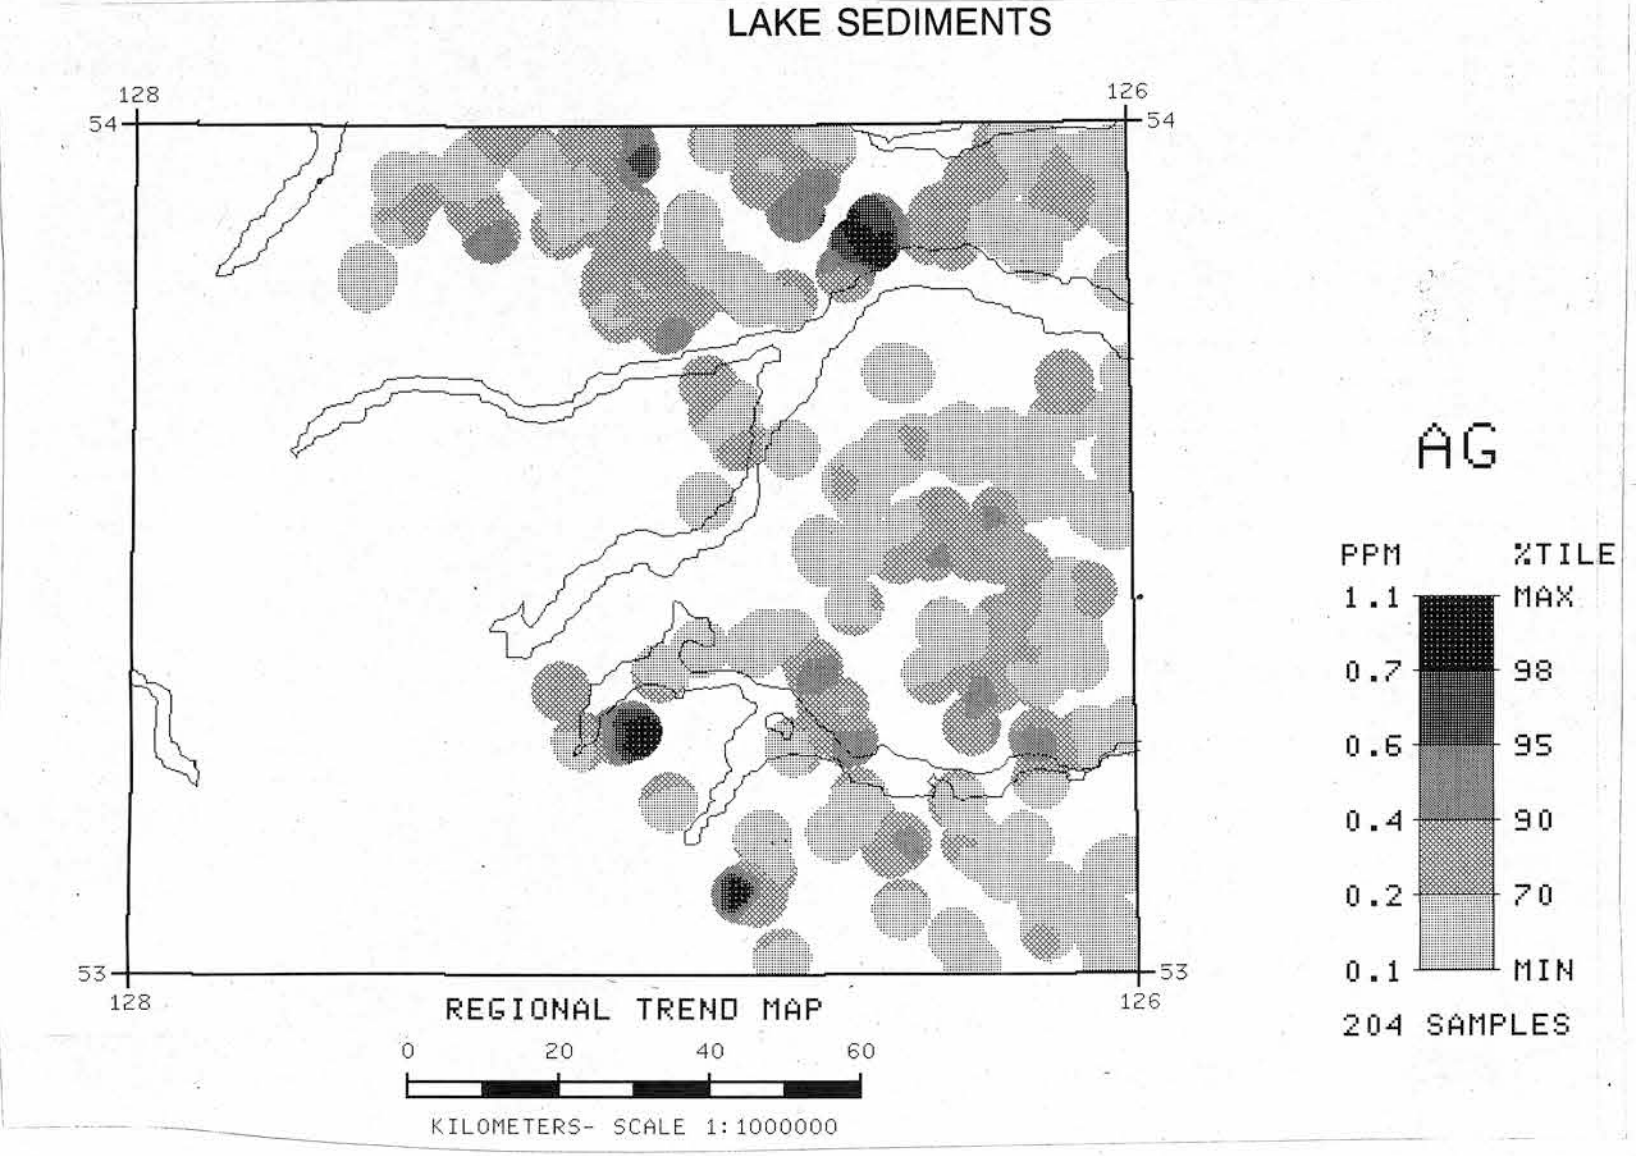 LAKE SEDIMENTS
128 126
54 54
AG
PPM %TILE
1.1 MAX
0.7 98
0.6 95
0.4 90
0.2 70
0.1 MIN
204 SAMPLES
53 53
128 126
REGIONAL TREND MAP
0 20 40 60
KILOMETERS- SCALE 1:1000000